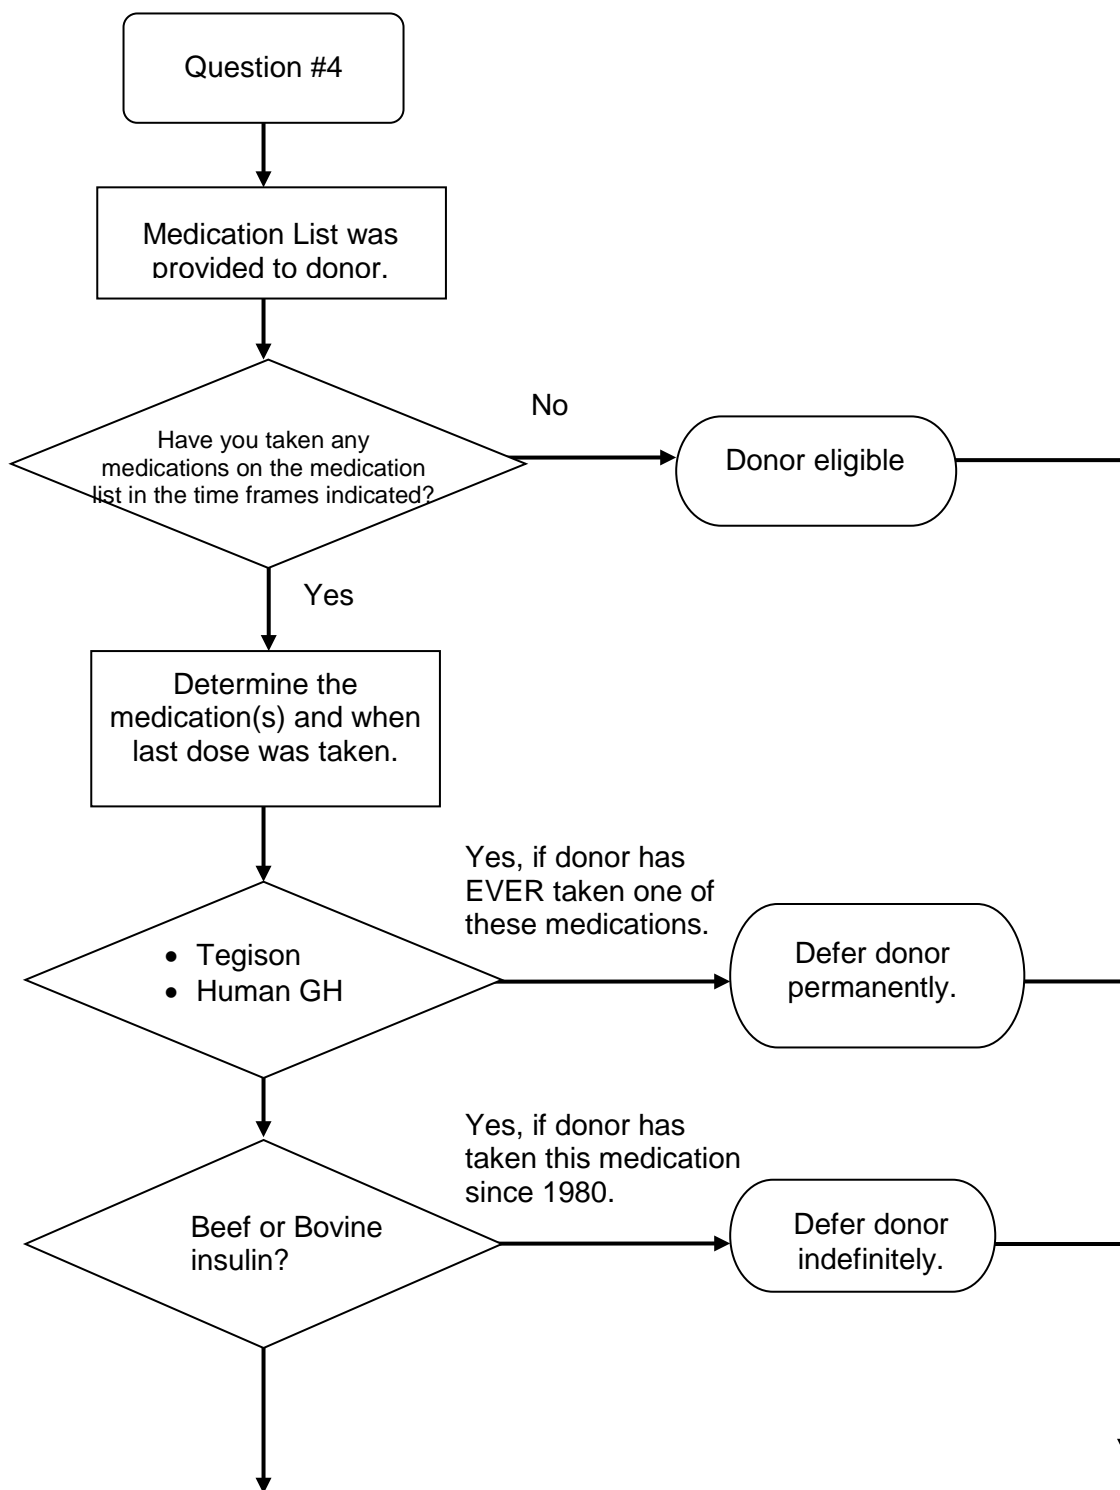 Question #4
Medication List was
provided to donor.
Have you taken any
medications on the medication
list in the time frames indicated?
No
Donor eligible
Yes
Determine the
medication(s) and when
last dose was taken.
Yes, if donor has
EVER taken one of
these medications.
• Tegison
• Human GH
Defer donor
permanently.
Yes, if donor has
taken this medication
since 1980.
Beef or Bovine
insulin?
Defer donor
indefinitely.